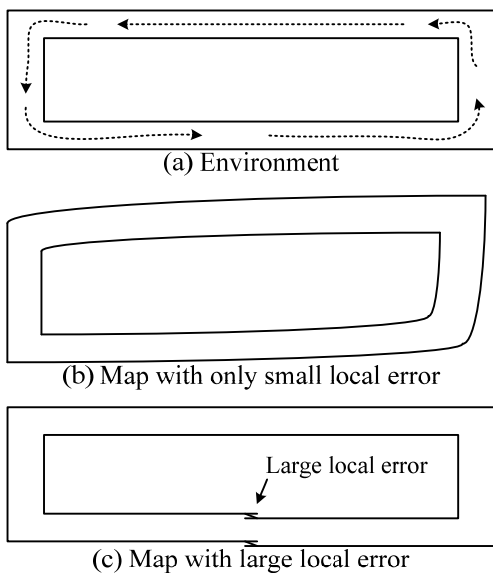 (a) Environment
(b) Map with only small local error
Large local error
(c) Map with large local error